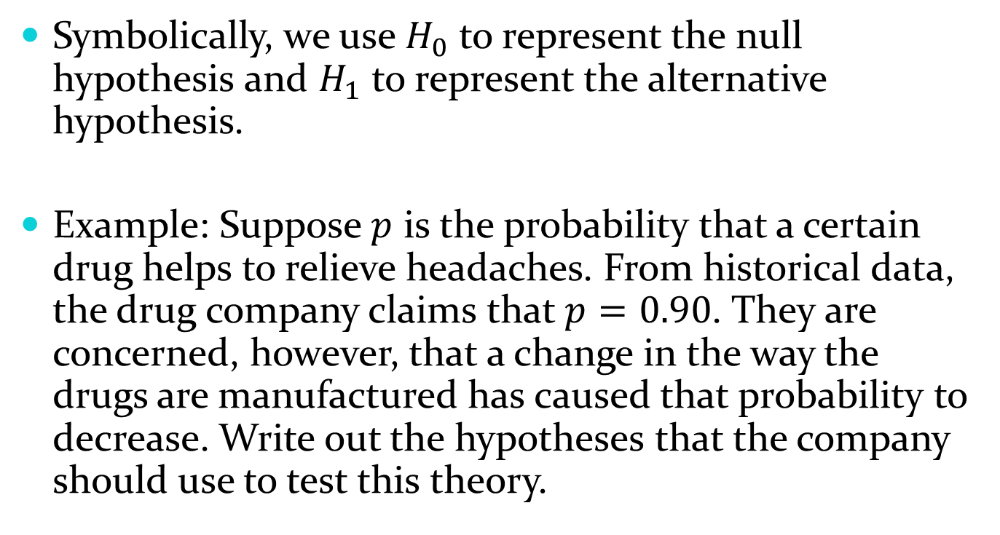 • Symbolically, we use H₀ to represent the null
hypothesis and H₁ to represent the alternative
hypothesis.
• Example: Suppose p is the probability that a certain
drug helps to relieve headaches. From historical data,
the drug company claims that p = 0.90. They are
concerned, however, that a change in the way the
drugs are manufactured has caused that probability to
decrease. Write out the hypotheses that the company
should use to test this theory.